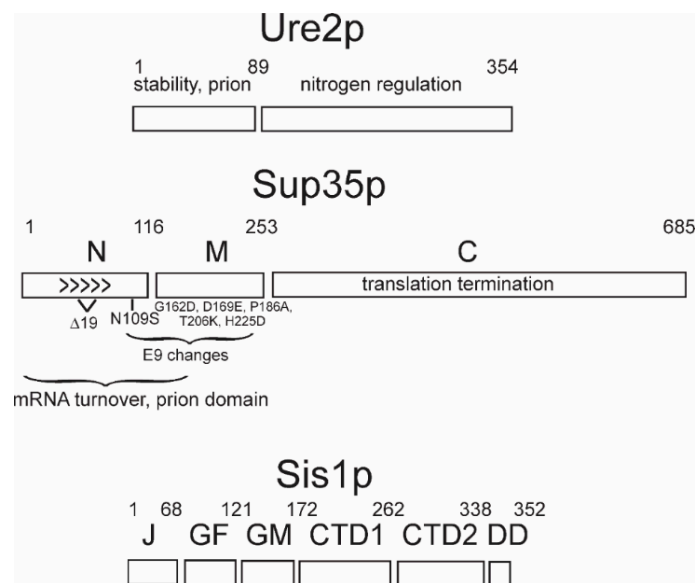 Ure2p
1 89 354
stability, prion nitrogen regulation
Sup35p
1 116 253 685
N M C
>>>>> translation termination
Δ19 N109S G162D, D169E, P186A,
T206K, H225D
E9 changes
mRNA turnover, prion domain
Sis1p
1 68 121 172 262 338 352
J GF GM CTD1 CTD2 DD